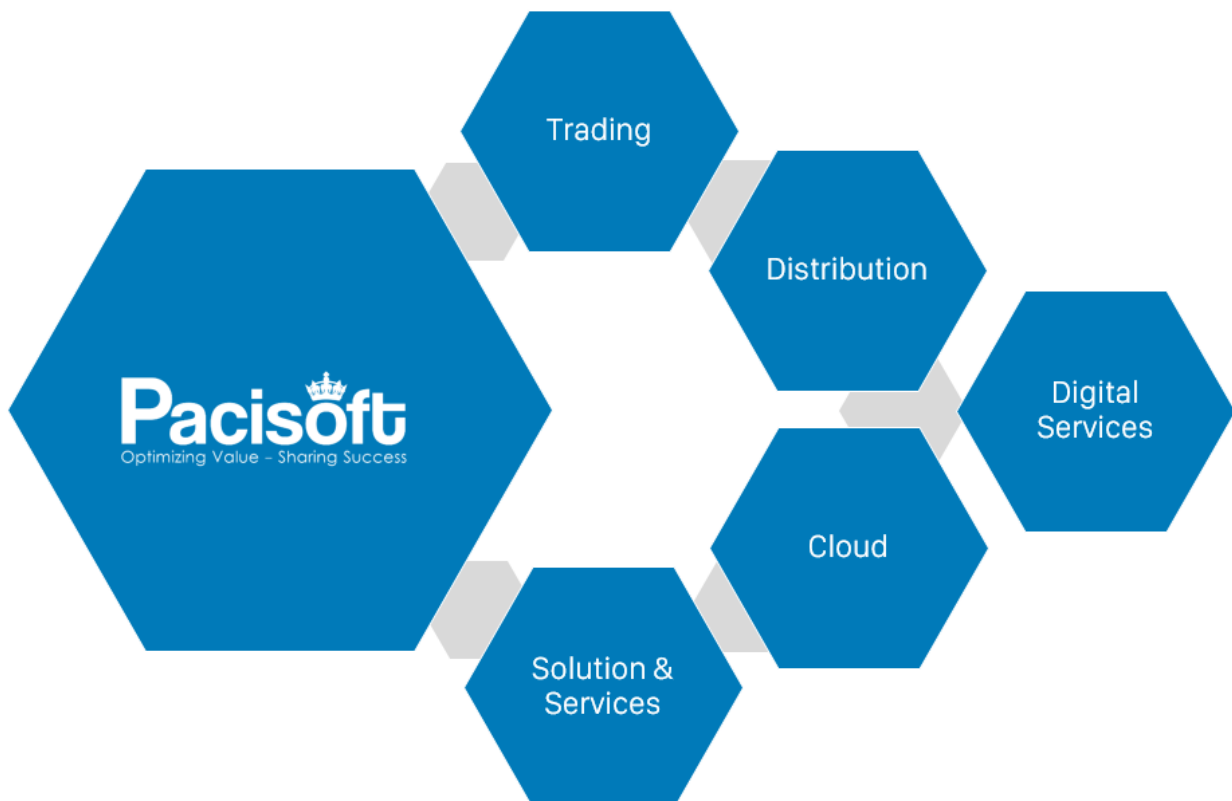 Trading
Distribution
Pacisoft
Optimizing Value – Sharing Success
Digital
Services
Cloud
Solution &
Services